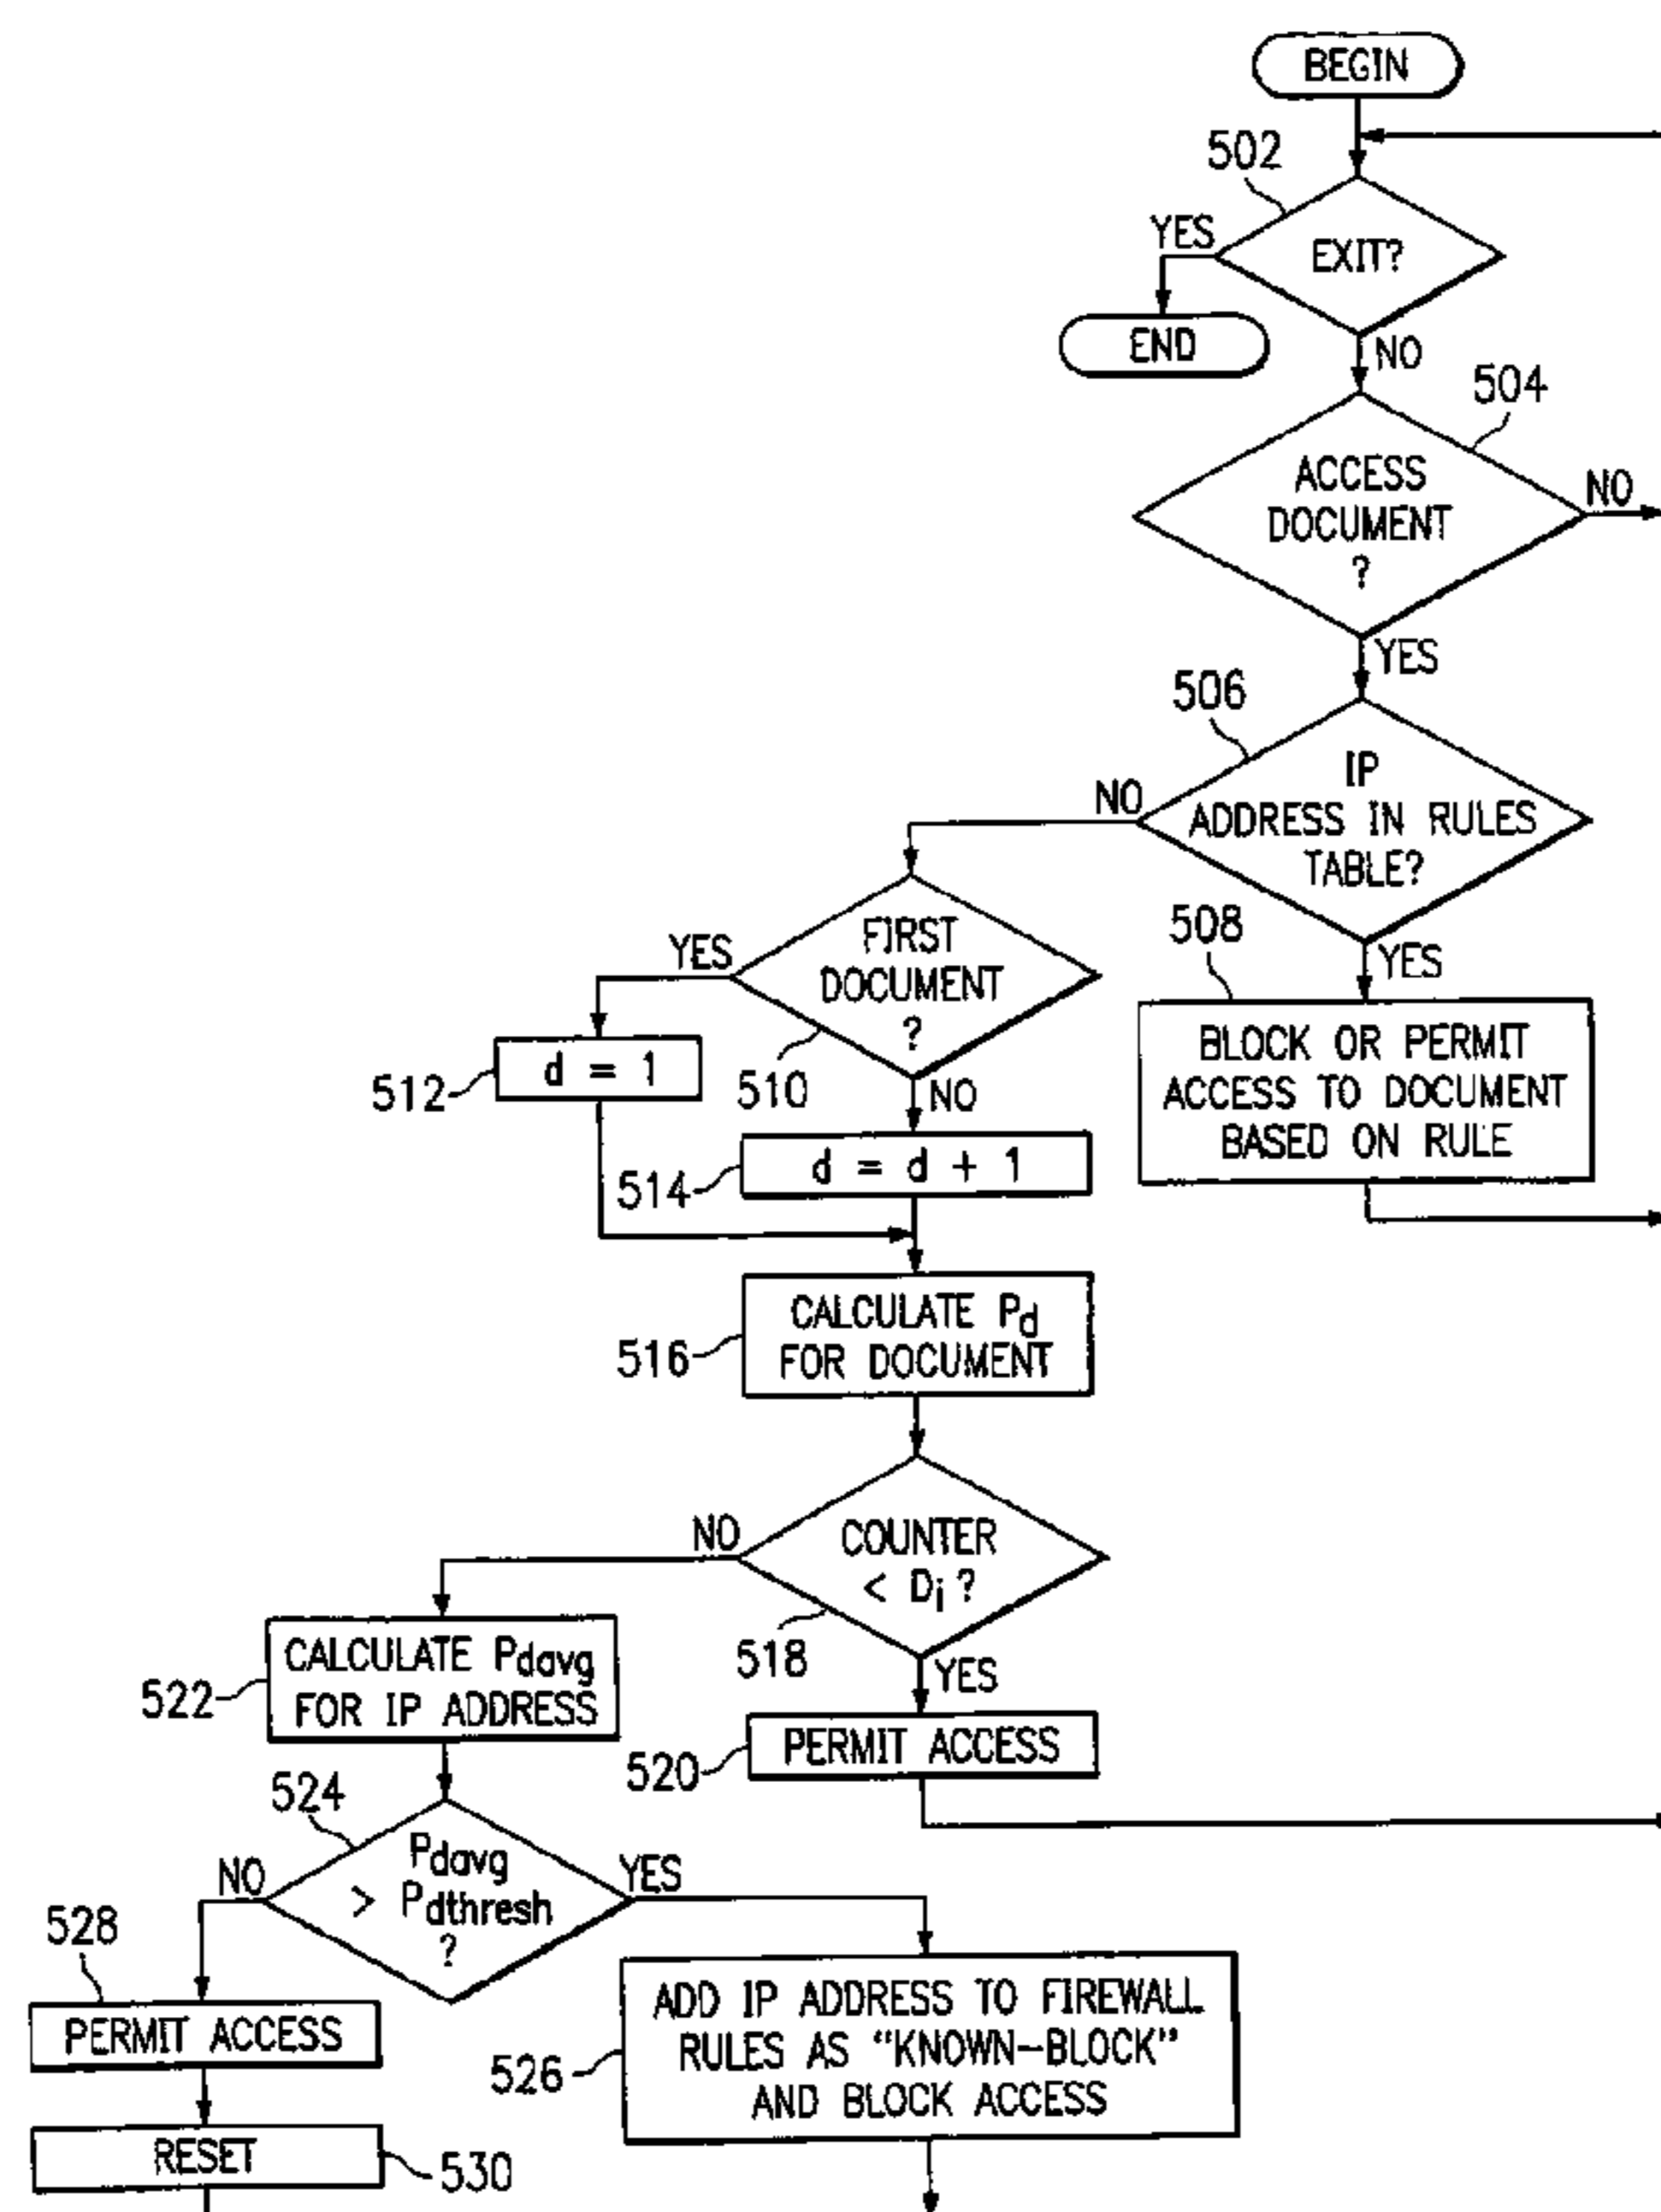 BEGIN
502
YES
EXIT?
END
NO
504
ACCESS
DOCUMENT
?
NO
YES
506
IP
ADDRESS IN RULES
TABLE?
NO
YES
508
BLOCK OR PERMIT
ACCESS TO DOCUMENT
BASED ON RULE
FIRST
DOCUMENT
?
YES
510
NO
512
d = 1
514
d = d + 1
516
CALCULATE Pd
FOR DOCUMENT
COUNTER
< Di ?
NO
518
YES
520
PERMIT ACCESS
522
CALCULATE Pdavg
FOR IP ADDRESS
524
Pdavg
> Pdthresh
?
NO
YES
528
PERMIT ACCESS
526
ADD IP ADDRESS TO FIREWALL
RULES AS “KNOWN–BLOCK”
AND BLOCK ACCESS
RESET
530